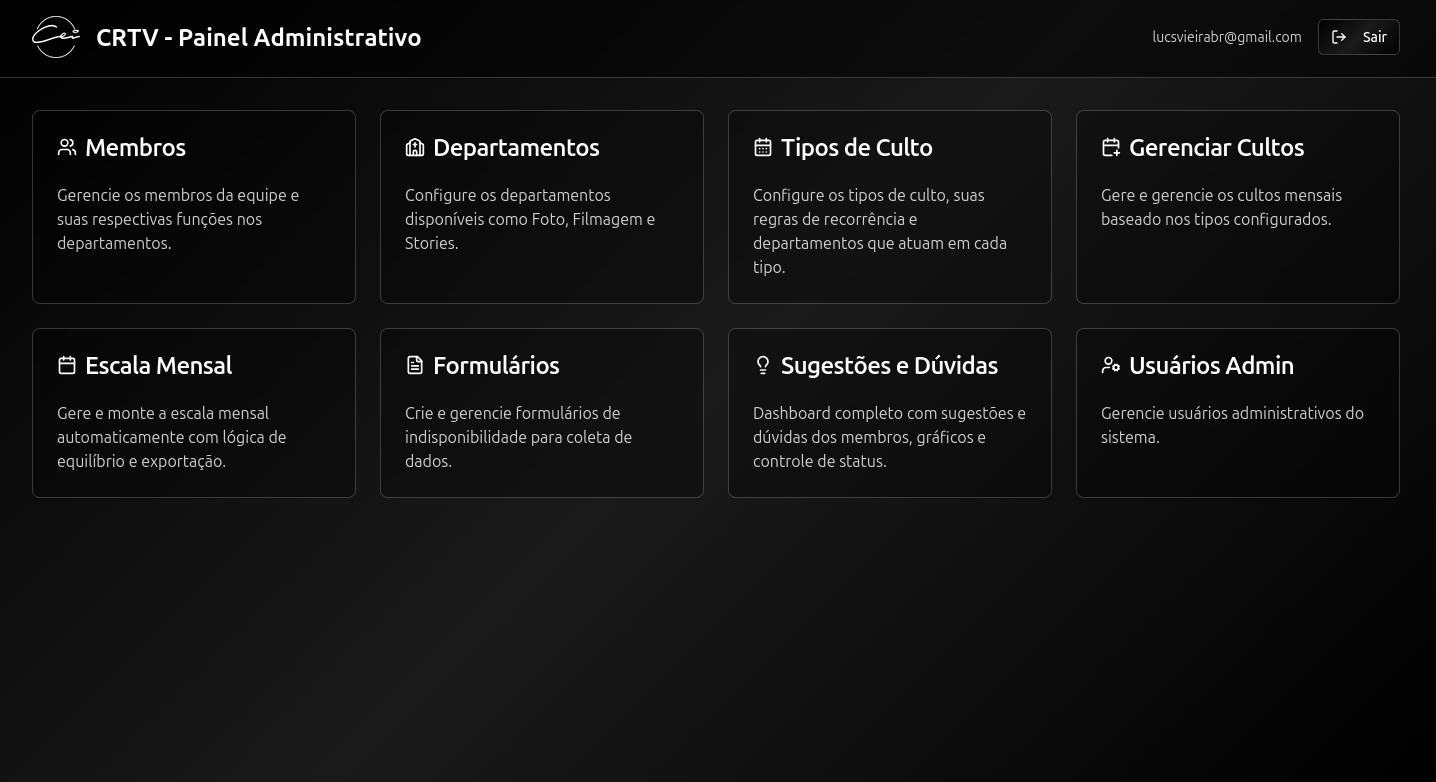 Cei
CRTV - Painel Administrativo
lucsvieirabr@gmail.com
Sair
Membros
Gerencie os membros da equipe e
suas respectivas funções nos
departamentos.
Departamentos
Configure os departamentos
disponíveis como Foto, Filmagem e
Stories.
Tipos de Culto
Configure os tipos de culto, suas
regras de recorrência e
departamentos que atuam em cada
tipo.
Gerenciar Cultos
Gere e gerencie os cultos mensais
baseado nos tipos configurados.
Escala Mensal
Gere e monte a escala mensal
automaticamente com lógica de
equilíbrio e exportação.
Formulários
Crie e gerencie formulários de
indisponibilidade para coleta de
dados.
Sugestões e Dúvidas
Dashboard completo com sugestões e
dúvidas dos membros, gráficos e
controle de status.
Usuários Admin
Gerencie usuários administrativos do
sistema.